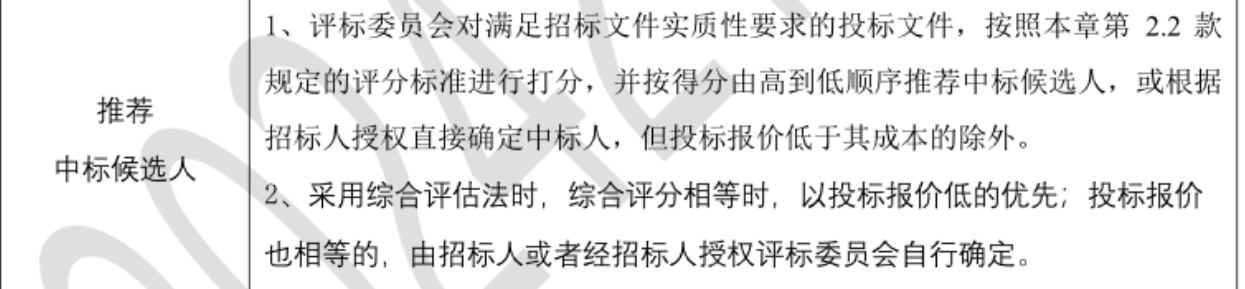 推荐
中标候选人
1、评标委员会对满足招标文件实质性要求的投标文件，按照本章第 2.2 款
规定的评分标准进行打分，并按得分由高到低顺序推荐中标候选人，或根据
招标人授权直接确定中标人，但投标报价低于其成本的除外。
2、采用综合评估法时，综合评分相等时，以投标报价低的优先；投标报价
也相等的，由招标人或者经招标人授权评标委员会自行确定。